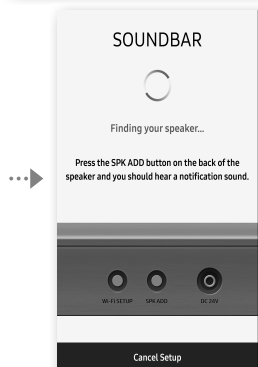 SOUNDBAR
Finding your speaker...
Press the SPK ADD button on the back of the
speaker and you should hear a notification sound.
Wi-Fi SETUP SPK ADD DC 24V
Cancel Setup